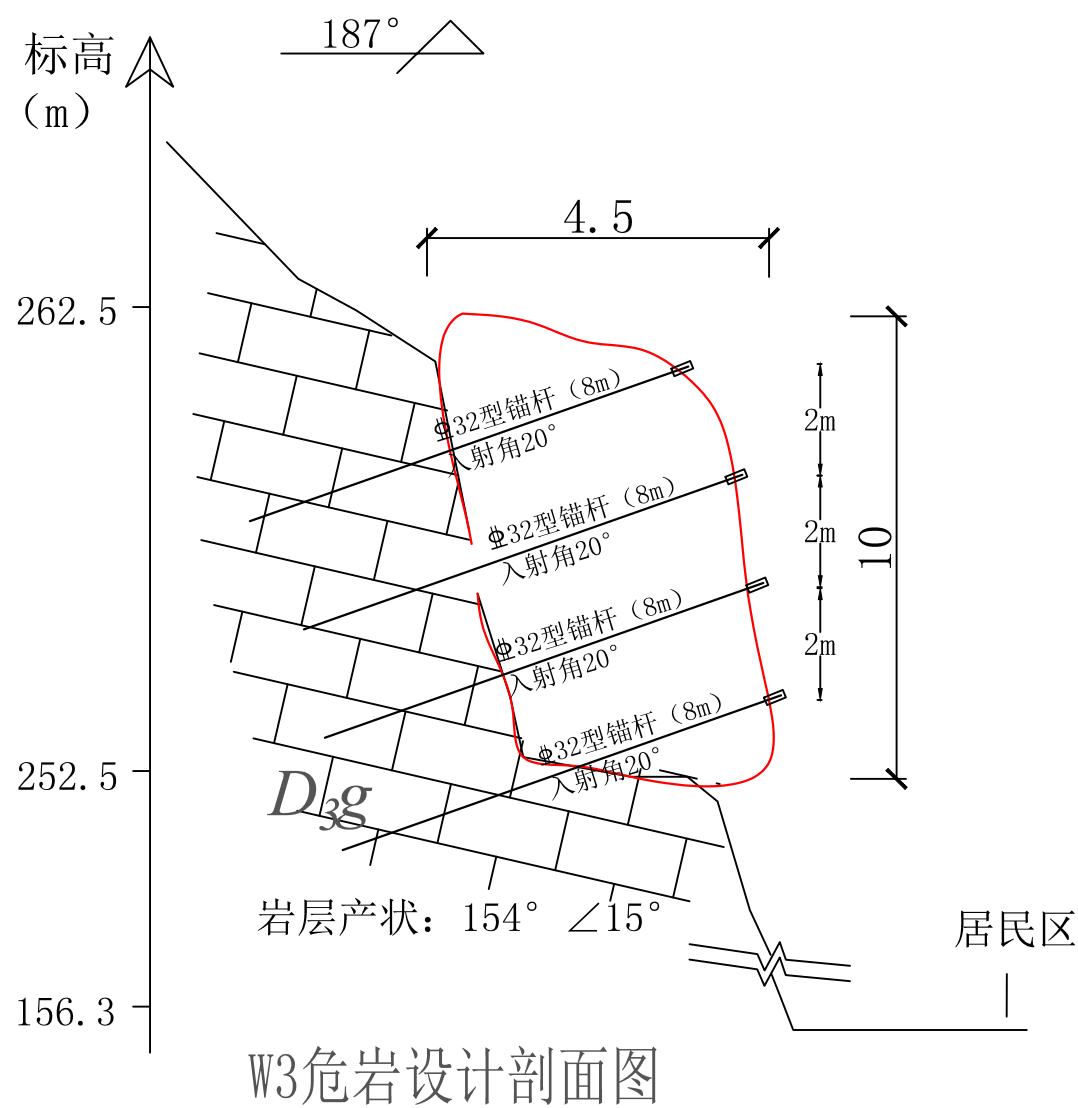 187°
标高
(m)
4.5
262.5
⏀32型锚杆（8m）
入射角20°
2m
⏀32型锚杆（8m）
入射角20°
2m
10
⏀32型锚杆（8m）
入射角20°
2m
⏀32型锚杆（8m）
入射角20°
252.5
D₃g
岩层产状：154° ∠15°
居民区
156.3
W3危岩设计剖面图